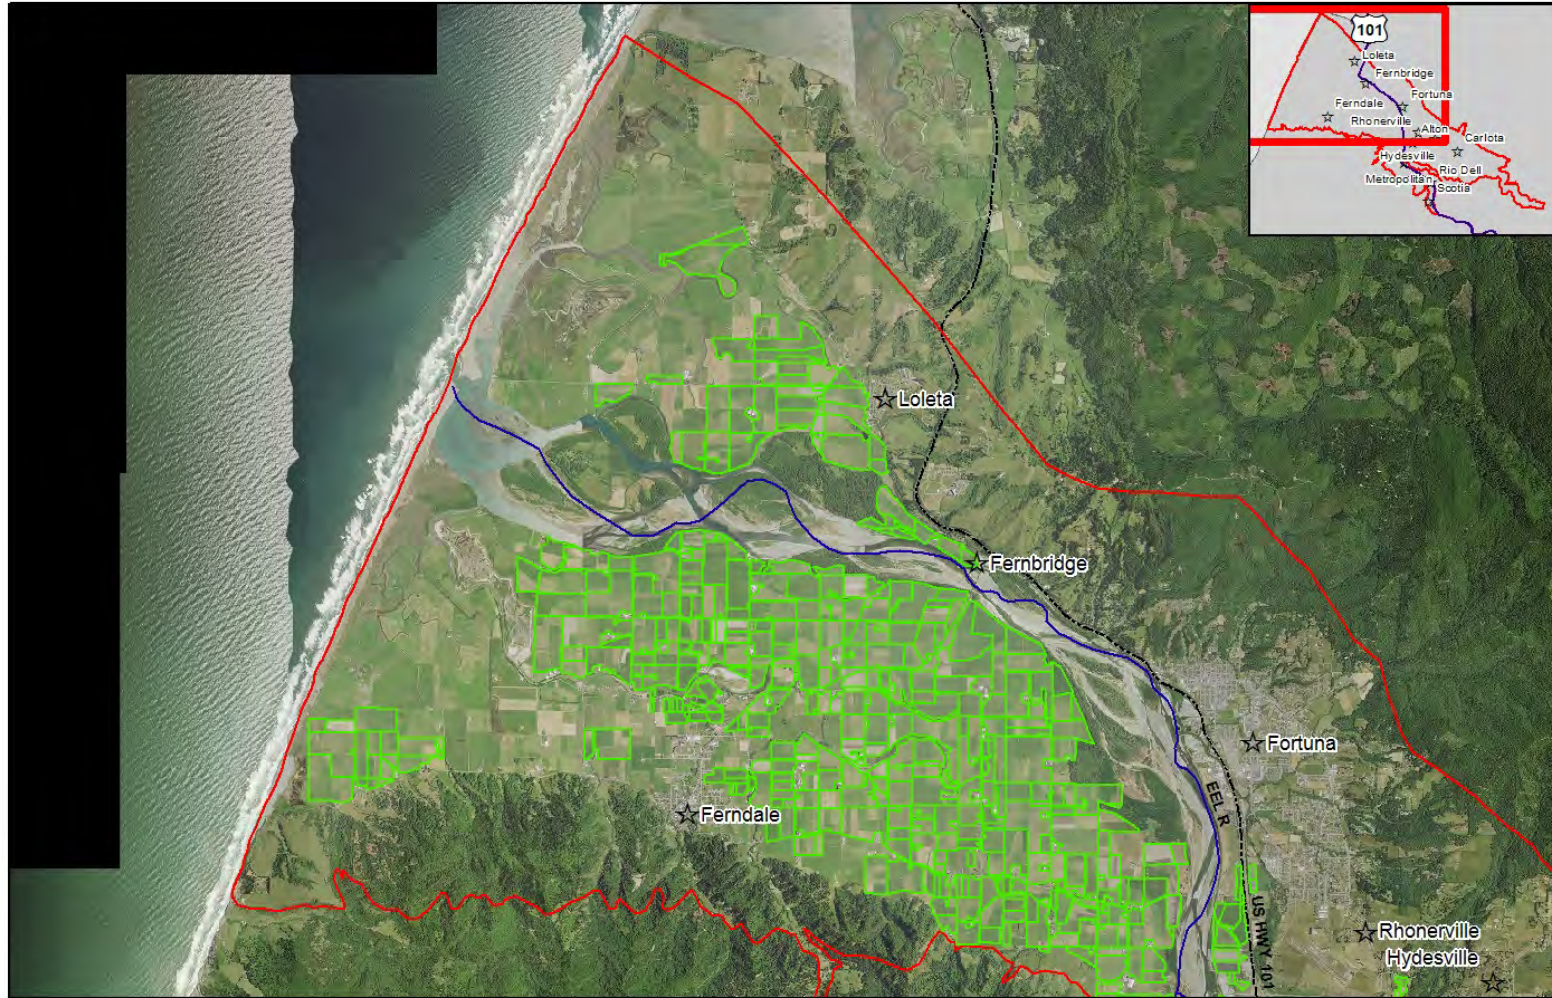 101
Loleta
Fernbridge
Fortuna
Ferndale
Rhonerville
Alton
Carlota
Hydesville
Rio Dell
Metropolitan
Scotia
Loleta
Fernbridge
Fortuna
EEL R
Ferndale
US HWY 101
Rhonerville
Hydesville